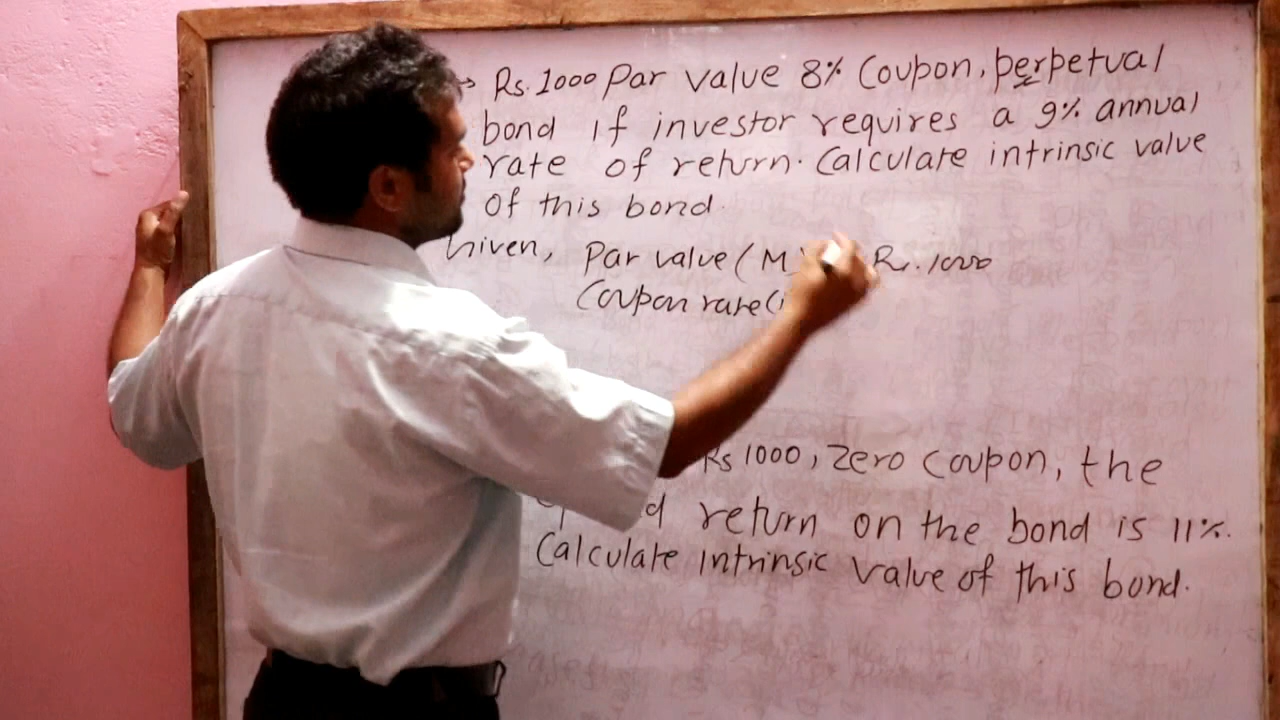 → Rs. 1000 Par value 8% Coupon, perpetual
bond if investor requires a 9% annual
rate of return. Calculate intrinsic value
of this bond.
Given, Par value (M) Rs. 1000
Coupon rate (i
Rs 1000, Zero Coupon, the
return on the bond is 11%.
Calculate intrinsic value of this bond.